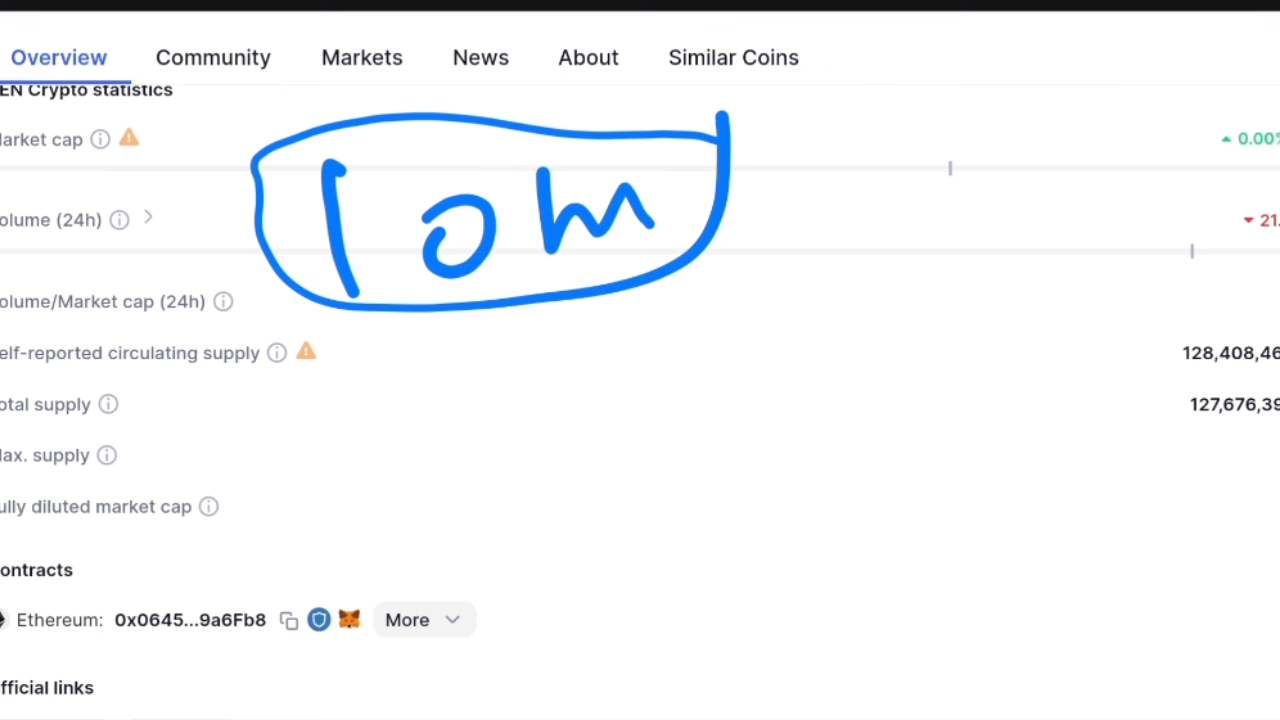 Overview Community Markets News About Similar Coins
EN Crypto statistics
arket cap
0.00%
10m
olume (24h)
21.
olume/Market cap (24h)
elf-reported circulating supply
128,408,46
otal supply
127,676,39
ax. supply
ully diluted market cap
ontracts
Ethereum: 0x0645...9a6Fb8 More
fficial links